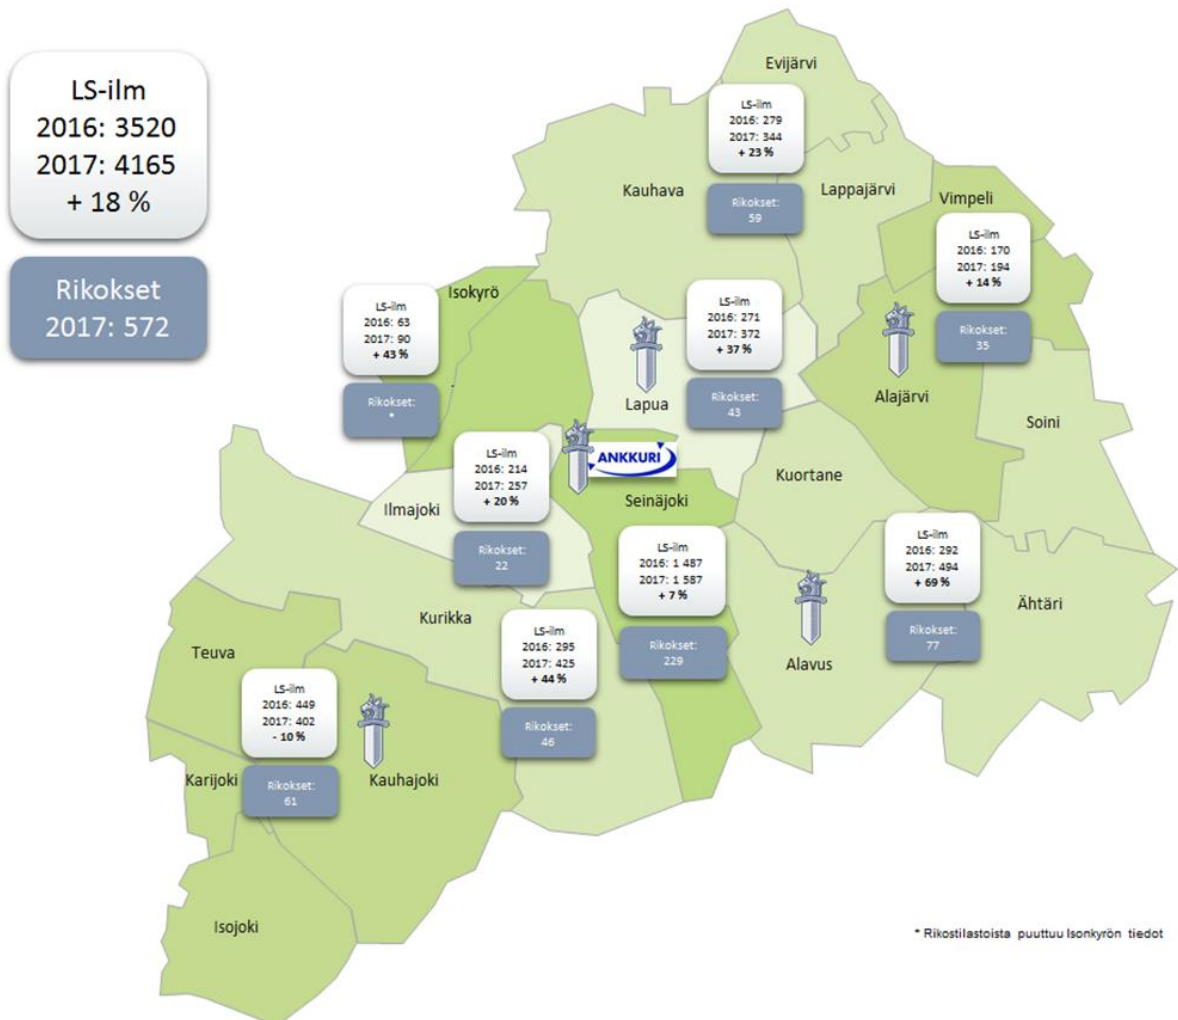 LS-ilm
2016: 3520
2017: 4165
+ 18 %
Rikokset
2017: 572
Evijärvi
LS-ilm
2016: 279
2017: 344
+ 23 %
Rikokset:
59
Kauhava
Lappajärvi
Vimpeli
LS-ilm
2016: 170
2017: 194
+ 14 %
Rikokset:
35
Isokyrö
LS-ilm
2016: 63
2017: 90
+ 43 %
Rikokset:
*
LS-ilm
2016: 271
2017: 372
+ 37 %
Rikokset:
43
Lapua
Alajärvi
Soini
ANKKURI
Seinäjoki
Kuortane
Ilmajoki
LS-ilm
2016: 214
2017: 257
+ 20 %
Rikokset:
22
LS-ilm
2016: 1 487
2017: 1 587
+ 7 %
Rikokset:
229
LS-ilm
2016: 292
2017: 494
+ 69 %
Rikokset:
77
Ähtäri
Alavus
Kurikka
LS-ilm
2016: 295
2017: 425
+ 44 %
Rikokset:
46
Teuva
LS-ilm
2016: 449
2017: 402
- 10 %
Rikokset:
61
Karijoki
Kauhajoki
Isojoki
* Rikostilastoista puuttuu Isonkyrön tiedot